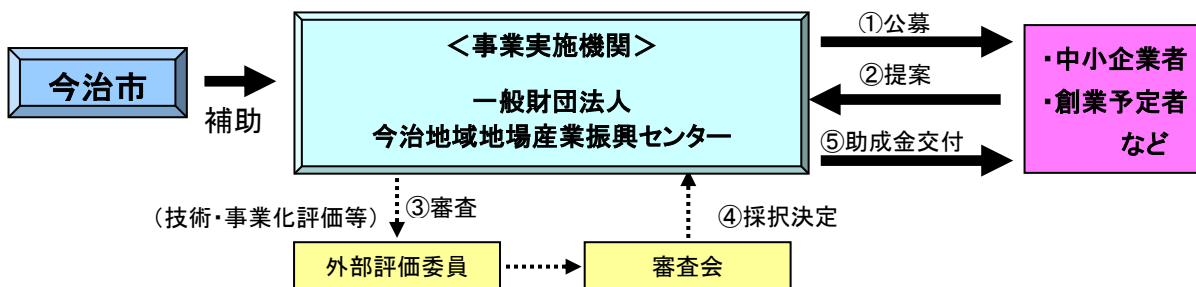 今治市
補助
＜事業実施機関＞
一般財団法人
今治地域地場産業振興センター
①公募
②提案
⑤助成金交付
・中小企業者
・創業予定者
など
（技術・事業化評価等）
③審査
④採択決定
外部評価委員
審査会